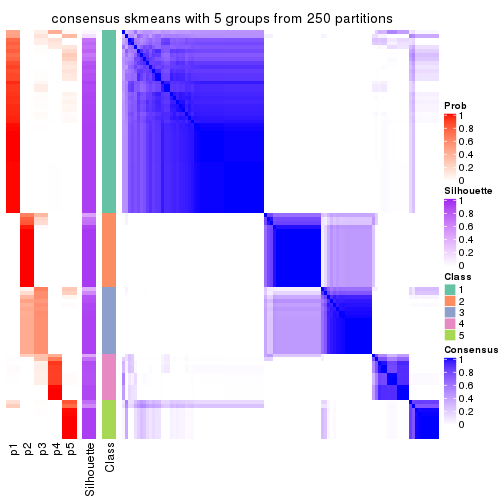 consensus skmeans with 5 groups from 250 partitions
Prob
1
0.8
0.6
0.4
0.2
0
Silhouette
1
0.8
0.6
0.4
0.2
0
Class
1
2
3
4
5
Consensus
1
0.8
0.6
0.4
0.2
0
p1
p2
p3
p4
p5
Silhouette
Class